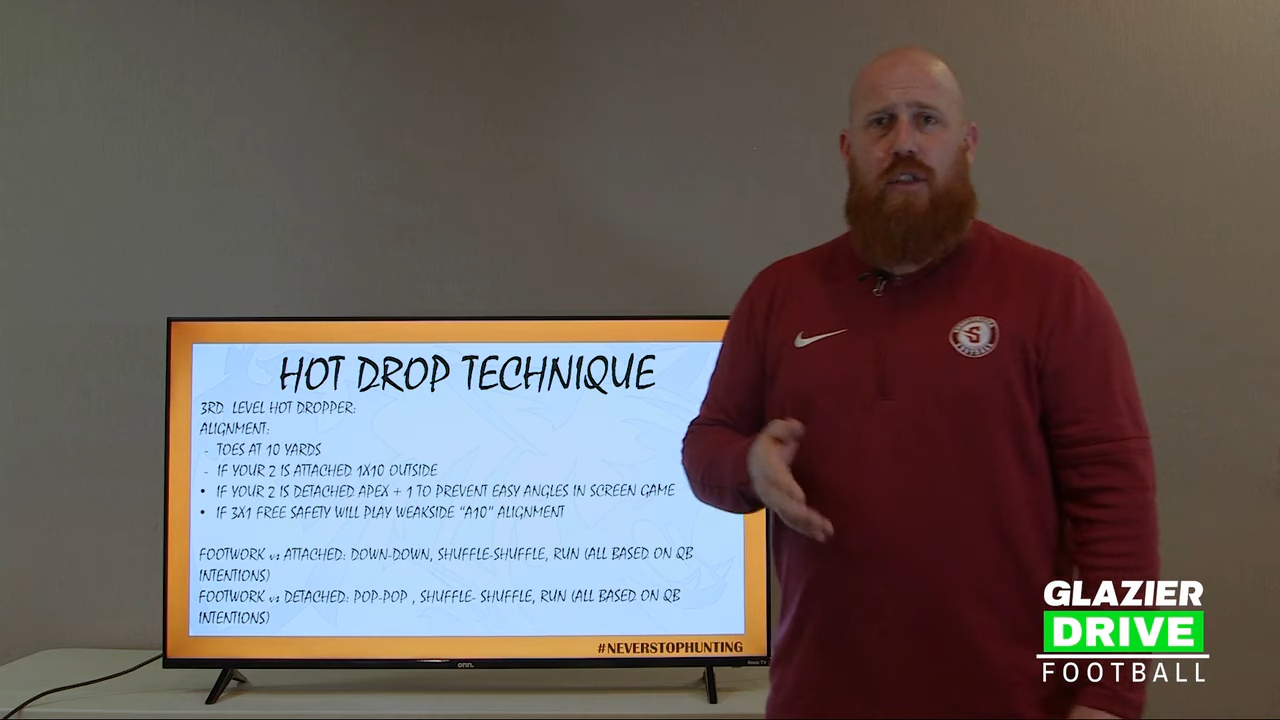 HOT DROP TECHNIQUE
3RD LEVEL HOT DROPPER:
ALIGNMENT:
- TOES AT 10 YARDS
- IF YOUR 2 IS ATTACHED 1X10 OUTSIDE
• IF YOUR 2 IS DETACHED APEX + 1 TO PREVENT EASY ANGLES IN SCREEN GAME
• IF 3X1 FREE SAFETY WILL PLAY WEAKSIDE "A10" ALIGNMENT
FOOTWORK vs ATTACHED: DOWN-DOWN, SHUFFLE-SHUFFLE, RUN (ALL BASED ON QB
INTENTIONS)
FOOTWORK vs DETACHED: POP-POP , SHUFFLE- SHUFFLE, RUN (ALL BASED ON QB
INTENTIONS)
#NEVERSTOPHUNTING
onn.
Roku TV
S
FOOTBALL
GLAZIER
DRIVE
FOOTBALL